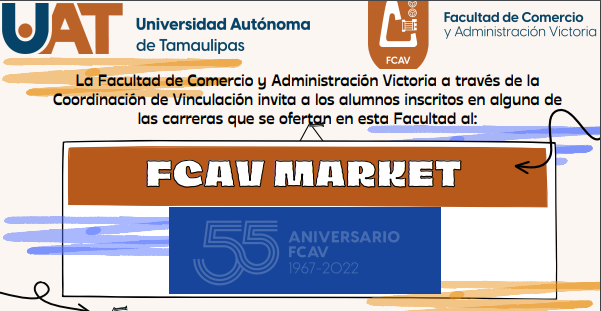 UAT
Universidad Autónoma
de Tamaulipas
FCAV
Facultad de Comercio
y Administración Victoria
La Facultad de Comercio y Administración Victoria a través de la
Coordinación de Vinculación invita a los alumnos inscritos en alguna de
las carreras que se ofertan en esta Facultad al:
FCAV MARKET
55 ANIVERSARIO
FCAV
1967-2022